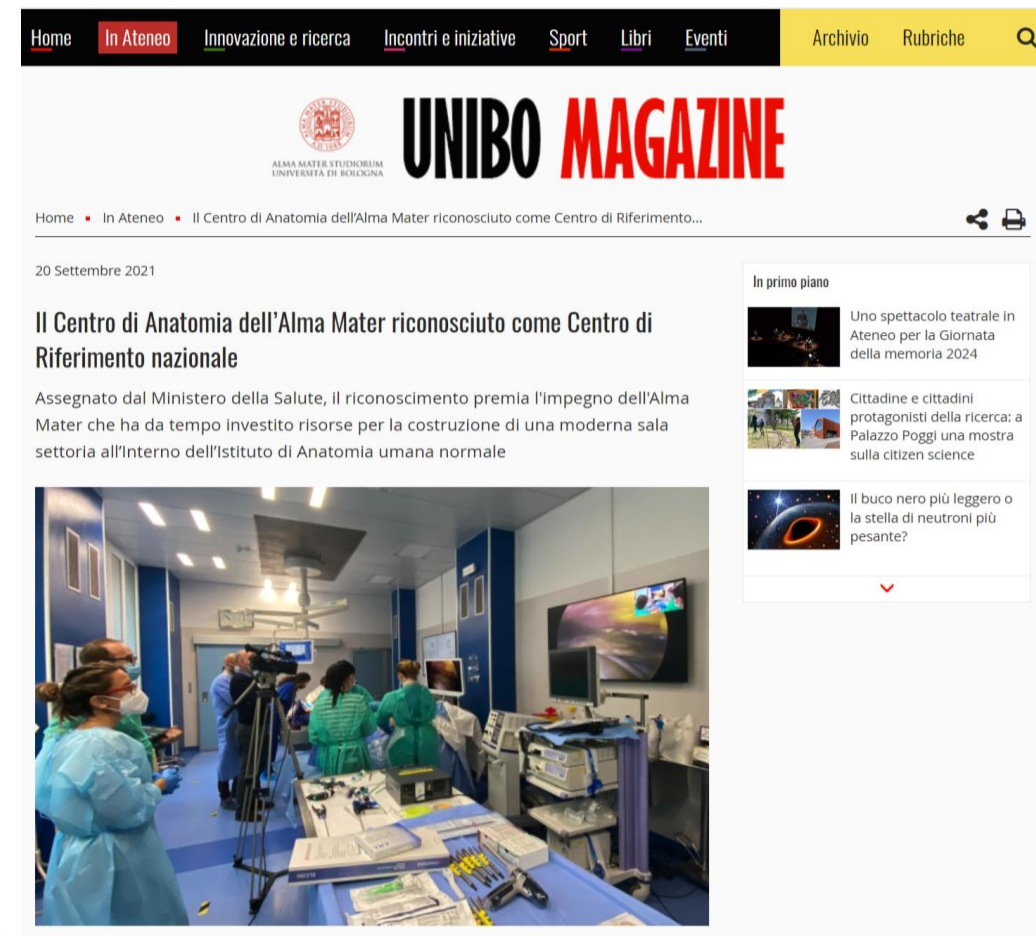 Home In Ateneo Innovazione e ricerca Incontri e iniziative Sport Libri Eventi Archivio Rubriche
ALMA MATER STUDIORUM
UNIVERSITÀ DI BOLOGNA
UNIBO MAGAZINE
Home In Ateneo Il Centro di Anatomia dell'Alma Mater riconosciuto come Centro di Riferimento...
20 Settembre 2021
Il Centro di Anatomia dell'Alma Mater riconosciuto come Centro di
Riferimento nazionale
Assegnato dal Ministero della Salute, il riconoscimento premia l'impegno dell'Alma
Mater che ha da tempo investito risorse per la costruzione di una moderna sala
settoria all'Interno dell'Istituto di Anatomia umana normale
In primo piano
Uno spettacolo teatrale in
Ateneo per la Giornata
della memoria 2024
Cittadine e cittadini
protagonisti della ricerca: a
Palazzo Poggi una mostra
sulla citizen science
Il buco nero più leggero o
la stella di neutroni più
pesante?